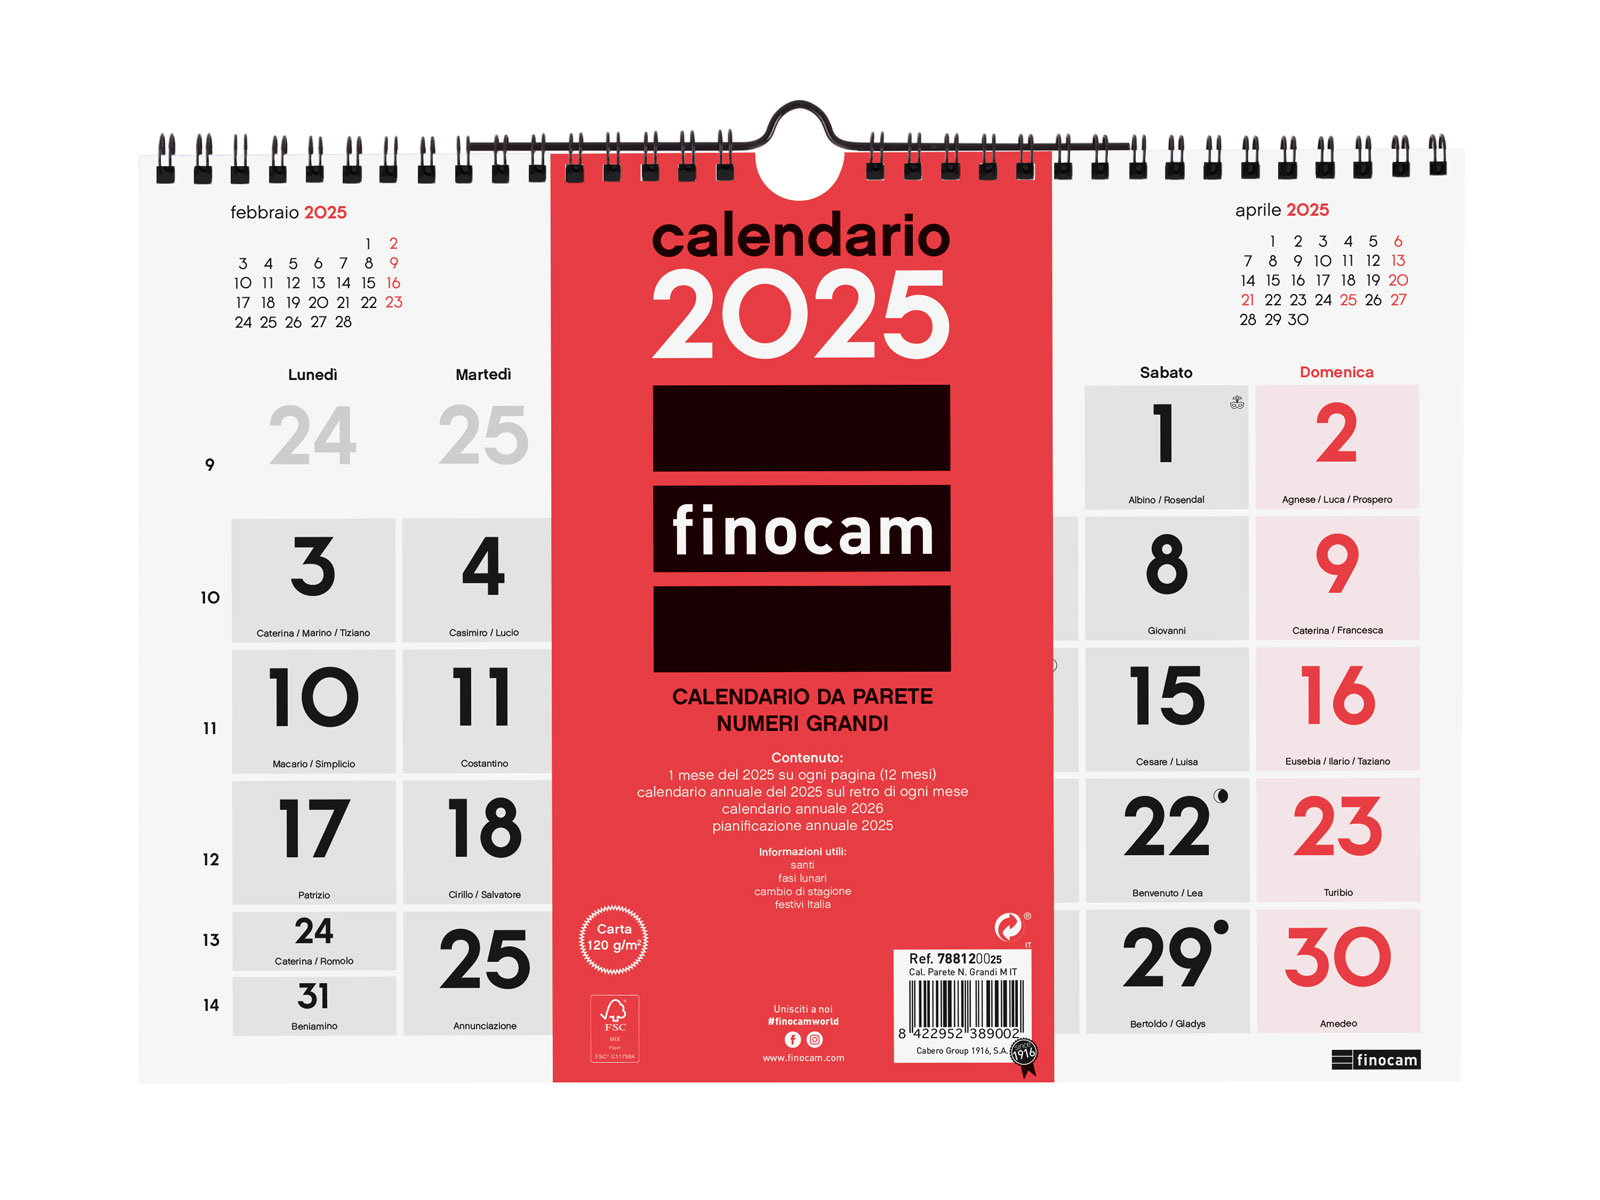 febbraio 2025
1 2
3 4 5 6 7 8 9
10 11 12 13 14 15 16
17 18 19 20 21 22 23
24 25 26 27 28
aprile 2025
1 2 3 4 5 6
7 8 9 10 11 12 13
14 15 16 17 18 19 20
21 22 23 24 25 26 27
28 29 30
calendario
2025
finocam
CALENDARIO DA PARETE
NUMERI GRANDI
Contenuto:
1 mese del 2025 su ogni pagina (12 mesi)
calendario annuale del 2025 sul retro di ogni mese
calendario annuale 2026
pianificazione annuale 2025
Informazioni utili:
santi
fasi lunari
cambio di stagione
festivi Italia
Carta
120 g/m²
FSC
MIX
Paper
FSC® C117984
Unisciti a noi
#finocamworld
www.finocam.com
®
IT
Ref. 788120025
Cal. Parete N. Grandi M IT
8 422952 389002
Cabero Group 1916, S.A.
since
1916
Lunedì Martedì Sabato Domenica
9 24 25 1 2
Albino / Rosendal Agnese / Luca / Prospero
10 3 4 8 9
Caterina / Marino / Tiziano Casimiro / Lucio Giovanni Caterina / Francesca
11 10 11 15 16
Macario / Simplicio Costantino Cesare / Luisa Eusebia / Ilario / Taziano
12 17 18 22 23
Patrizio Cirillo / Salvatore Benvenuto / Lea Turibio
13 24 25 29 30
Caterina / Romolo
14 31
Beniamino Annunciazione Bertoldo / Gladys Amedeo
finocam